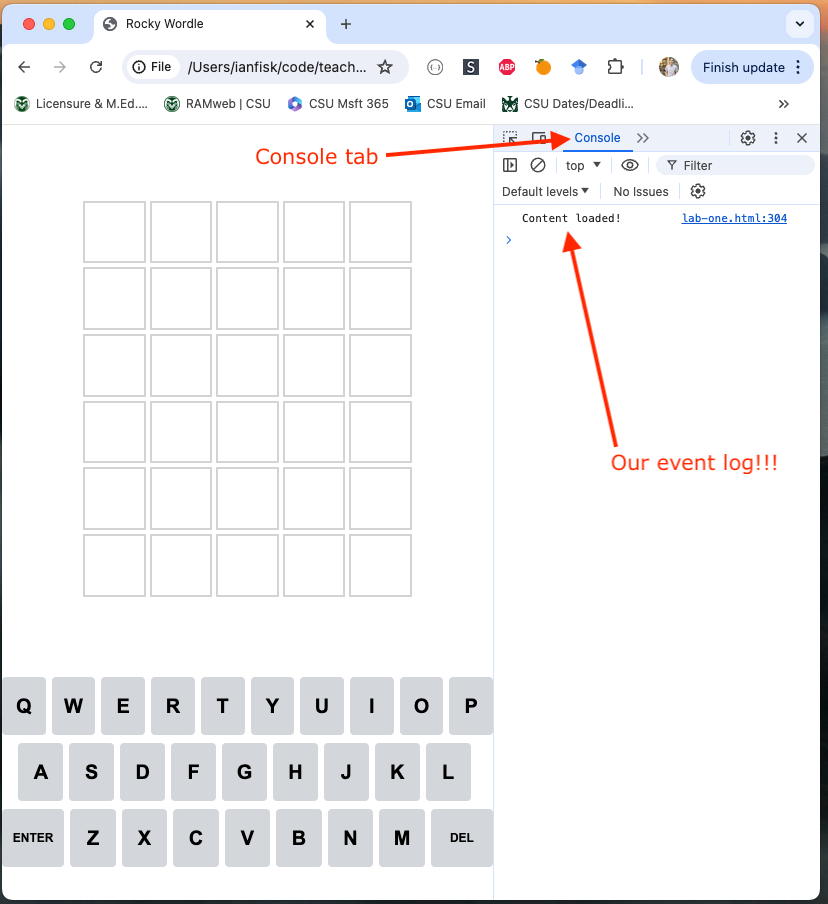 Rocky Wordle
File /Users/ianfisk/code/teach... S ABP Finish update
Licensure & M.Ed.... RAMweb | CSU CSU Msft 365 CSU Email CSU Dates/Deadli...
Console tab
Console
top Filter
Default levels No Issues
Content loaded! lab-one.html:304
Our event log!!!
Q W E R T Y U I O P
A S D F G H J K L
ENTER Z X C V B N M DEL